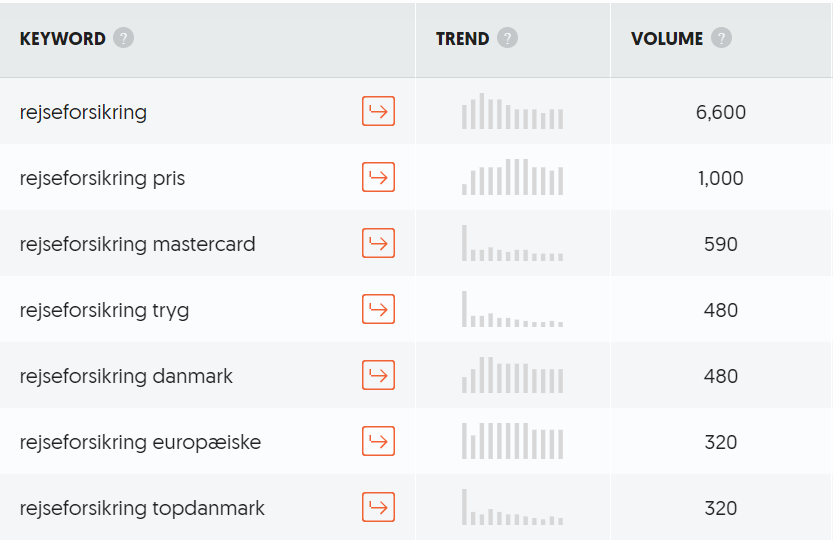 KEYWORD ? TREND ? VOLUME ?
rejseforsikring 6,600
rejseforsikring pris 1,000
rejseforsikring mastercard 590
rejseforsikring tryg 480
rejseforsikring danmark 480
rejseforsikring europæiske 320
rejseforsikring topdanmark 320